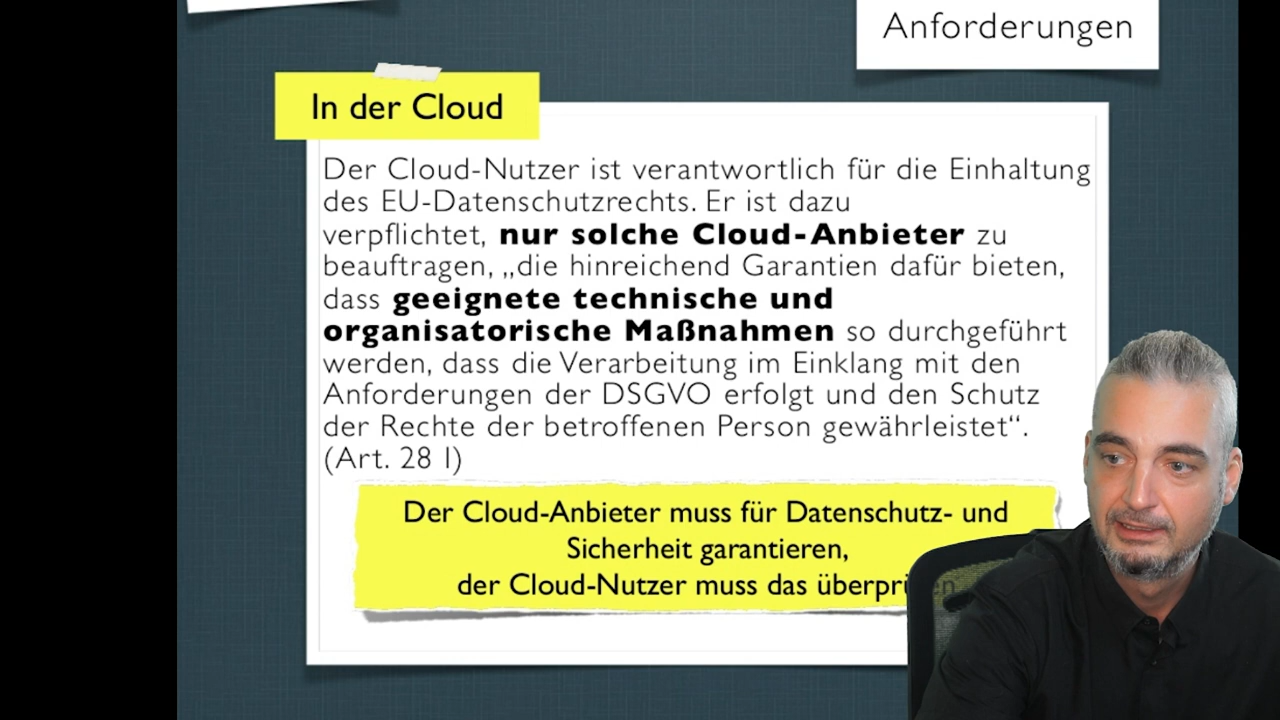 Anforderungen
In der Cloud
Der Cloud-Nutzer ist verantwortlich für die Einhaltung
des EU-Datenschutzrechts. Er ist dazu
verpflichtet, nur solche Cloud-Anbieter zu
beauftragen, „die hinreichend Garantien dafür bieten,
dass geeignete technische und
organisatorische Maßnahmen so durchgeführt
werden, dass die Verarbeitung im Einklang mit den
Anforderungen der DSGVO erfolgt und den Schutz
der Rechte der betroffenen Person gewährleistet“.
(Art. 28 I)
Der Cloud-Anbieter muss für Datenschutz- und
Sicherheit garantieren,
der Cloud-Nutzer muss das